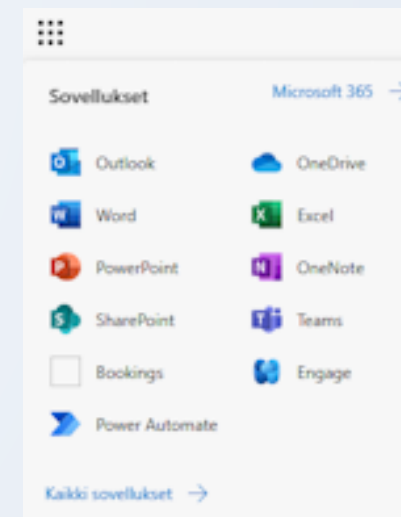 Sovellukset Microsoft 365 →
Outlook OneDrive
Word Excel
PowerPoint OneNote
SharePoint Teams
Bookings Engage
Power Automate
Kaikki sovellukset →